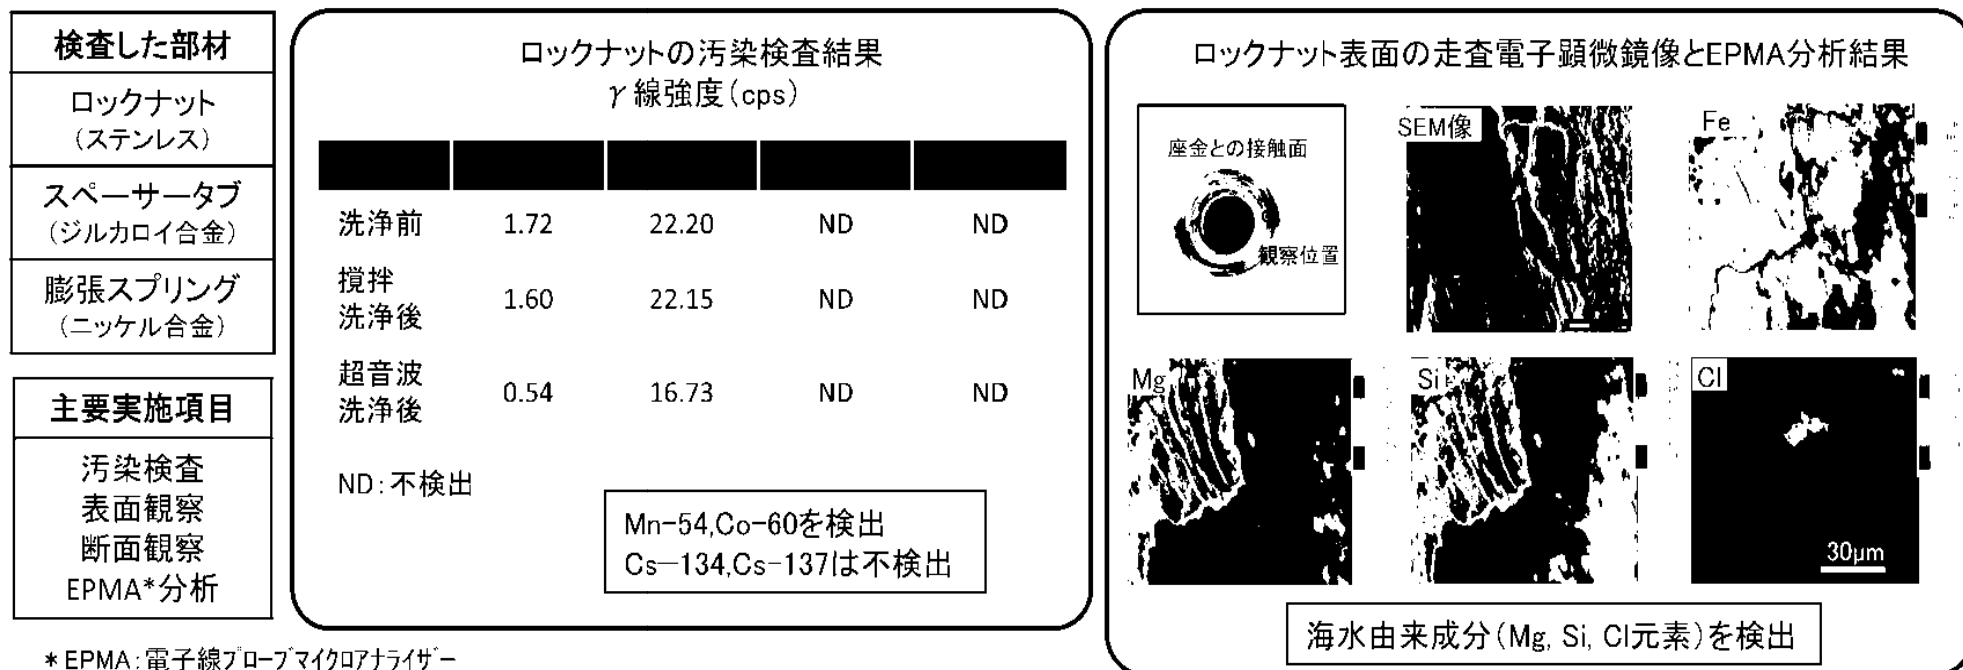 検査した部材
ロックナット
（ステンレス）
スペーサータブ
（ジルカロイ合金）
膨張スプリング
（ニッケル合金）
主要実施項目
汚染検査
表面観察
断面観察
EPMA*分析
*EPMA:電子線プローブマイクロアナライザー
ロックナットの汚染検査結果
γ線強度（cps）
洗浄前 1.72 22.20 ND ND
撹拌
洗浄後 1.60 22.15 ND ND
超音波
洗浄後 0.54 16.73 ND ND
ND:不検出
Mn-54,Co-60を検出
Cs-134,Cs-137は不検出
ロックナット表面の走査電子顕微鏡像とEPMA分析結果
座金との接触面
観察位置
SEM像
Fe
Mg
Si
Cl
30μm
海水由来成分（Mg, Si, Cl元素）を検出